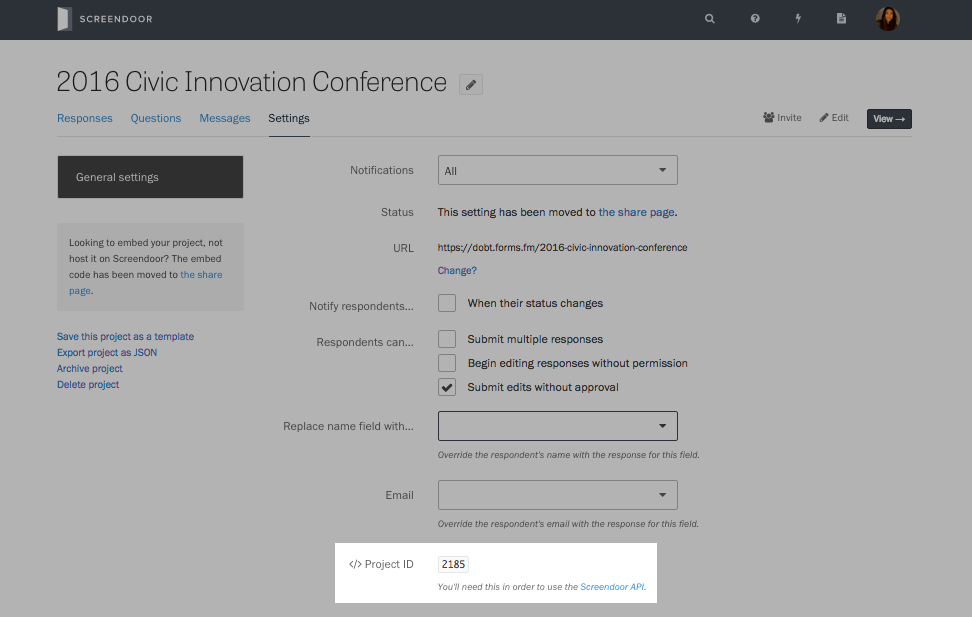 SCREENDOOR
2016 Civic Innovation Conference
Responses Questions Messages Settings
Invite Edit View →
General settings
Looking to embed your project, not
host it on Screendoor? The embed
code has been moved to the share
page.
Save this project as a template
Export project as JSON
Archive project
Delete project
Notifications All
Status This setting has been moved to the share page.
URL https://dobt.forms.fm/2016-civic-innovation-conference
Change?
Notify respondents... When their status changes
Respondents can... Submit multiple responses
Begin editing responses without permission
Submit edits without approval
Replace name field with...
Override the respondent's name with the response for this field.
Email
Override the respondent's email with the response for this field.
</> Project ID 2185
You'll need this in order to use the Screendoor API.